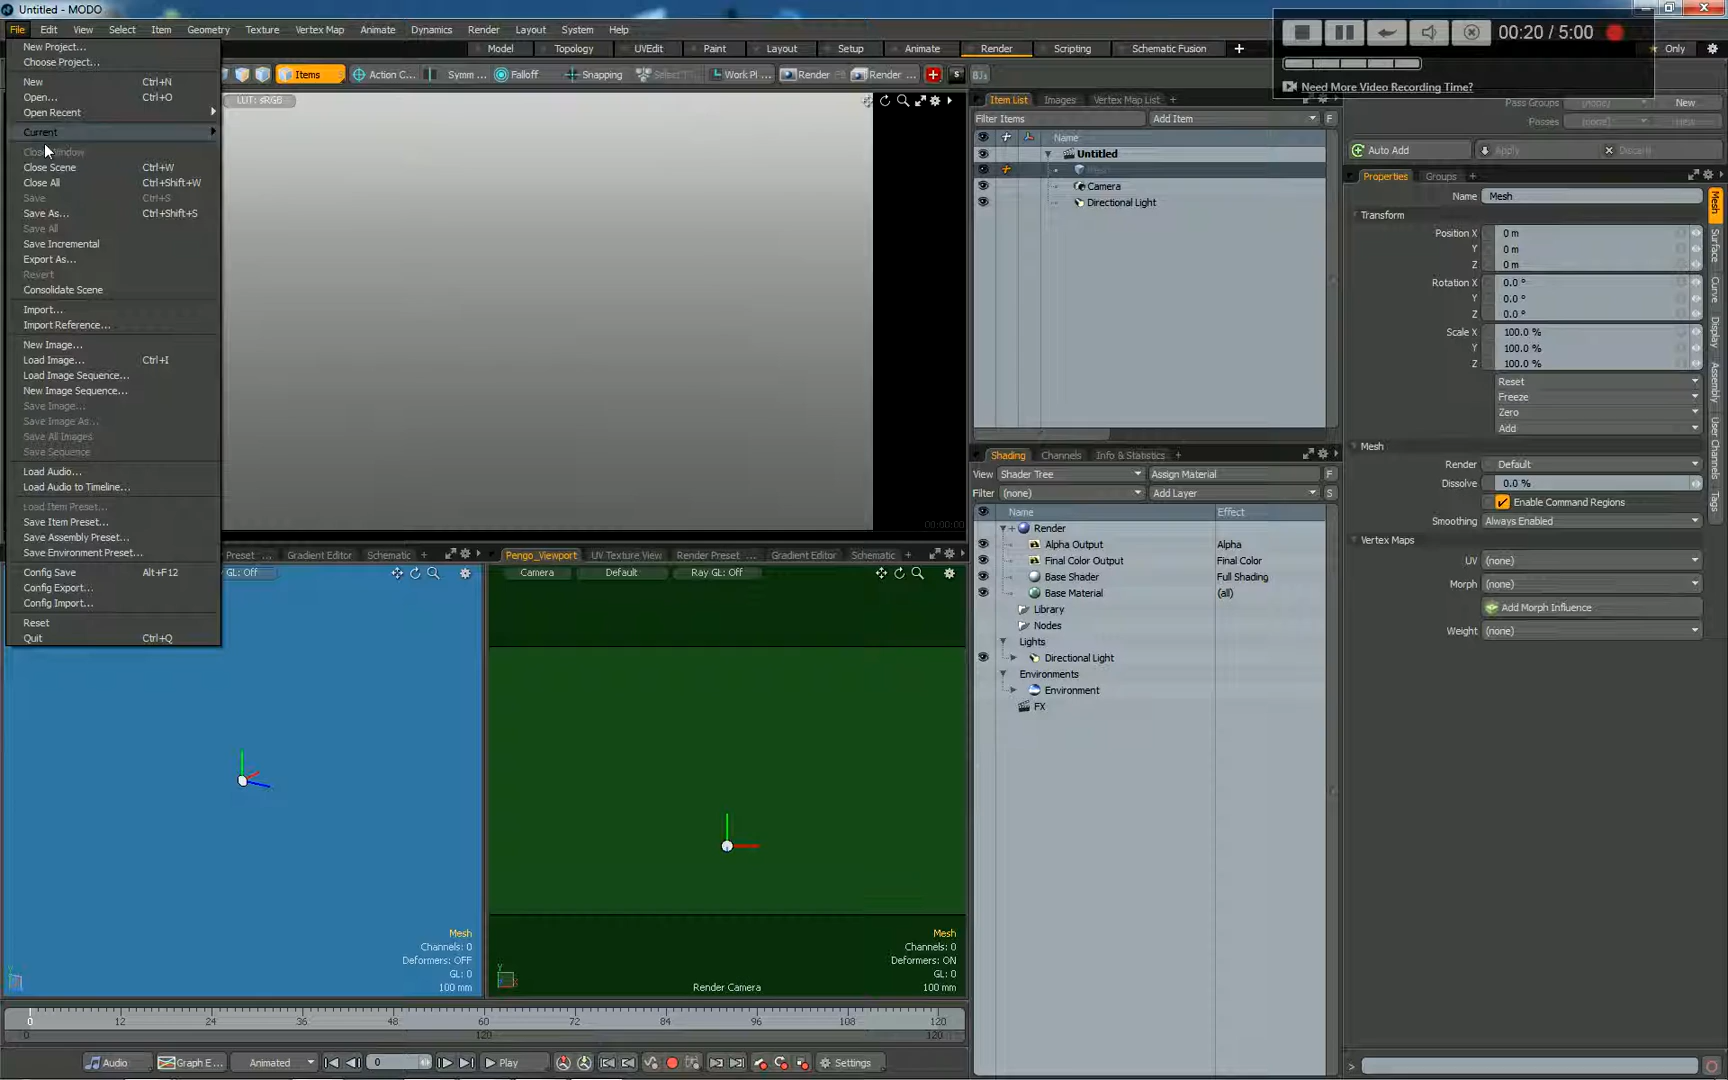 Untitled - MODO
File Edit View Select Item Geometry Texture Vertex Map Animate Dynamics Render Layout System Help
00:20 / 5:00
Need More Video Recording Time?
Model Topology UVEdit Paint Layout Setup Animate Render Scripting Schematic Fusion + Only
Items Action C... Symm ... Falloff Snapping Select Work Pl ... Render Render ... S
New Project...
Choose Project...
New Ctrl+N
Open... Ctrl+O
Open Recent
Current
Close Window
Close Scene Ctrl+W
Close All Ctrl+Shift+W
Save Ctrl+S
Save As... Ctrl+Shift+S
Save All
Save Incremental
Export As...
Revert
Consolidate Scene
Import...
Import Reference...
New Image...
Load Image... Ctrl+I
Load Image Sequence...
New Image Sequence...
Save Image...
Save Image As...
Save All Images
Save Sequence
Load Audio...
Load Audio to Timeline...
Load Item Preset...
Save Item Preset...
Save Assembly Preset...
Save Environment Preset...
Config Save Alt+F12
Config Export...
Config Import...
Reset
Quit Ctrl+Q
LUT: sRGB
00:00:00
Item List Images Vertex Map List +
Filter Items Add Item F
Name
Untitled
Mesh
Camera
Directional Light
Shading Channels Info & Statistics +
View Shader Tree Assign Material F
Filter (none) Add Layer S
Name Effect
Render
Alpha Output Alpha
Final Color Output Final Color
Base Shader Full Shading
Base Material (all)
Library
Nodes
Lights
Directional Light
Environments
Environment
FX
Pass Groups (none) New
Passes (none)
Auto Add Apply Discard
Properties Groups +
Name Mesh
Transform
Position X 0 m
Y 0 m
Z 0 m
Rotation X 0.0 °
Y 0.0 °
Z 0.0 °
Scale X 100.0 %
Y 100.0 %
Z 100.0 %
Reset
Freeze
Zero
Add
Mesh
Render Default
Dissolve 0.0 %
Enable Command Regions
Smoothing Always Enabled
Vertex Maps
UV (none)
Morph (none)
Add Morph Influence
Weight (none)
Mesh
Surface
Curve
Display
Assembly
User Channels
Tags
Preset ... Gradient Editor Schematic +
GL: Off
Mesh
Channels: 0
Deformers: OFF
GL: 0
100 mm
Pengo_Viewport UV Texture View Render Preset ... Gradient Editor Schematic +
Camera Default Ray GL: Off
Mesh
Channels: 0
Deformers: ON
GL: 0
Render Camera 100 mm
0 12 24 36 48 60 72 84 96 108 120
0 120 120
Audio Graph E... Animated 0 Play Settings
>